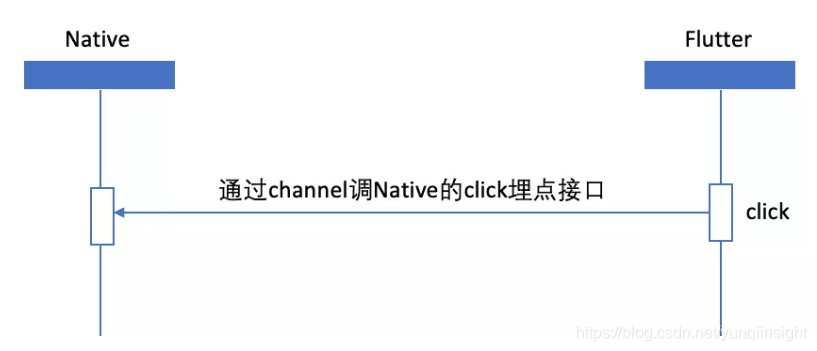 Native
Flutter
通过channel调Native的click埋点接口
click
https://blog.csdn.net/yunqiinsight